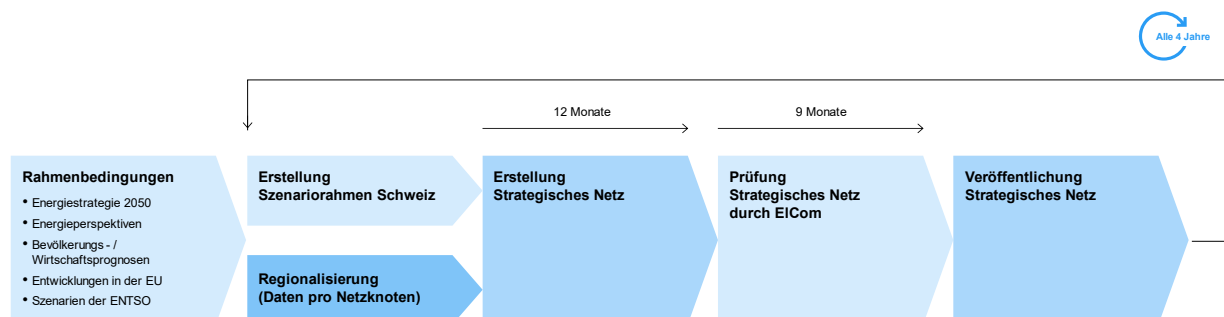 Alle 4 Jahre
12 Monate
9 Monate
Rahmenbedingungen
• Energiestrategie 2050
• Energieperspektiven
• Bevölkerungs - /
Wirtschaftsprognosen
• Entwicklungen in der EU
• Szenarien der ENTSO
Erstellung
Szenariorahmen Schweiz
Regionalisierung
(Daten pro Netzknoten)
Erstellung
Strategisches Netz
Prüfung
Strategisches Netz
durch ElCom
Veröffentlichung
Strategisches Netz